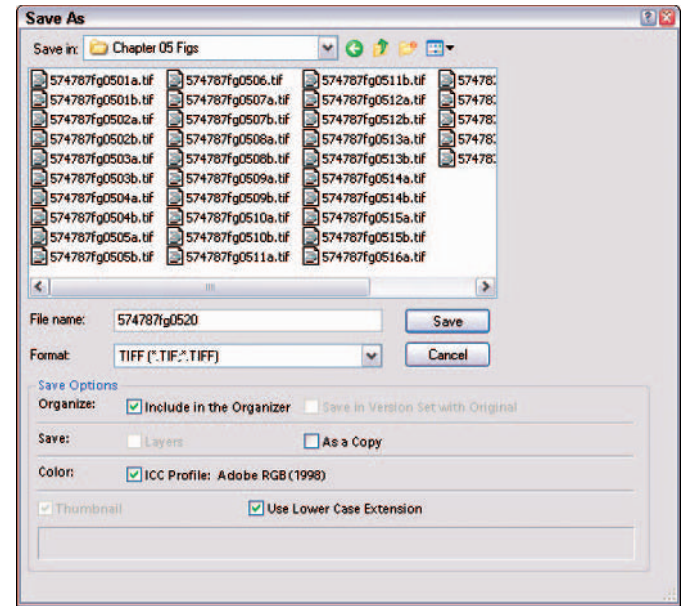 Save As
Save in: Chapter 05 Figs
574787fg0501a.tif 574787fg0506.tif 574787fg0511b.tif 57478
574787fg0501b.tif 574787fg0507a.tif 574787fg0512a.tif 57478
574787fg0502a.tif 574787fg0507b.tif 574787fg0512b.tif 57478
574787fg0502b.tif 574787fg0508a.tif 574787fg0513a.tif 57478
574787fg0503a.tif 574787fg0508b.tif 574787fg0513b.tif 57478
574787fg0503b.tif 574787fg0509a.tif 574787fg0514a.tif
574787fg0504a.tif 574787fg0509b.tif 574787fg0514b.tif
574787fg0504b.tif 574787fg0510a.tif 574787fg0515a.tif
574787fg0505a.tif 574787fg0510b.tif 574787fg0515b.tif
574787fg0505b.tif 574787fg0511a.tif 574787fg0516a.tif
File name: 574787fg0520 Save
Format: TIFF (*.TIF;*.TIFF) Cancel
Save Options
Organize: Include in the Organizer Save in Version Set with Original
Save: Layers As a Copy
Color: ICC Profile: Adobe RGB (1998)
Thumbnail Use Lower Case Extension